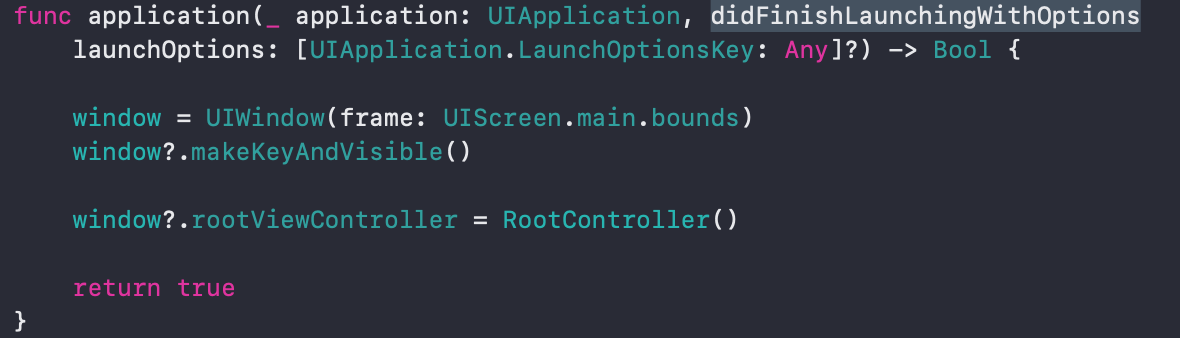 func application(_ application: UIApplication, didFinishLaunchingWithOptions
launchOptions: [UIApplication.LaunchOptionsKey: Any]?) -> Bool {
window = UIWindow(frame: UIScreen.main.bounds)
window?.makeKeyAndVisible()
window?.rootViewController = RootController()
return true
}